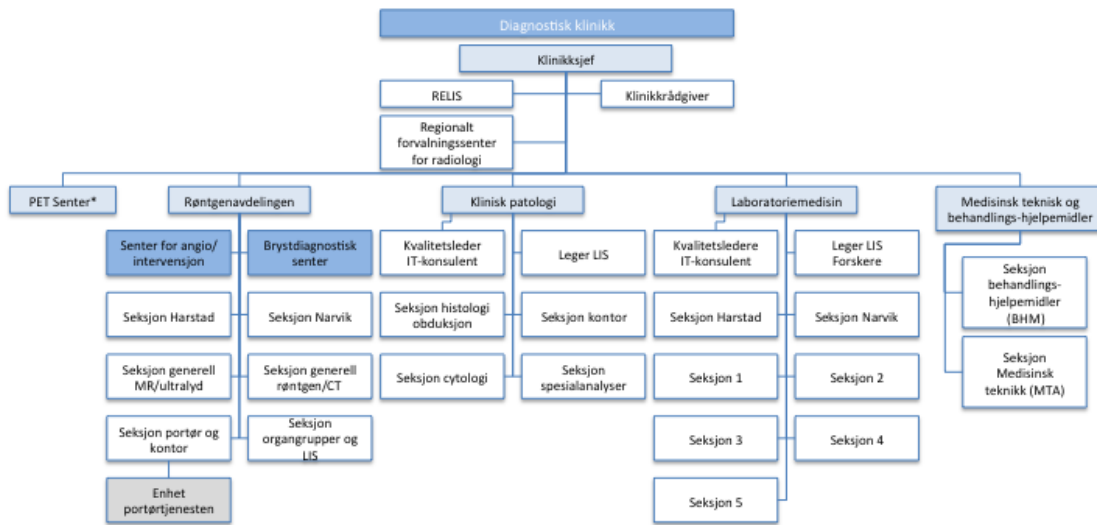 Diagnostisk klinikk
Klinikksjef
RELIS
Klinikkrådgiver
Regionalt
forvalningssenter
for radiologi
PET Senter*
Røntgenavdelingen
Klinisk patologi
Laboratoriemedisin
Medisinsk teknisk og
behandlings-hjelpemidler
Senter for angio/
intervensjon
Brystdiagnostisk
senter
Kvalitetsleder
IT-konsulent
Leger LIS
Kvalitetsledere
IT-konsulent
Leger LIS
Forskere
Seksjon
behandlings-
hjelpemidler
(BHM)
Seksjon Harstad
Seksjon Narvik
Seksjon histologi
obduksjon
Seksjon kontor
Seksjon Harstad
Seksjon Narvik
Seksjon generell
MR/ultralyd
Seksjon generell
røntgen/CT
Seksjon cytologi
Seksjon
spesialanalyser
Seksjon 1
Seksjon 2
Seksjon
Medisinsk
teknikk (MTA)
Seksjon portør og
kontor
Seksjon
organgrupper og
LIS
Seksjon 3
Seksjon 4
Enhet
portørtjenesten
Seksjon 5